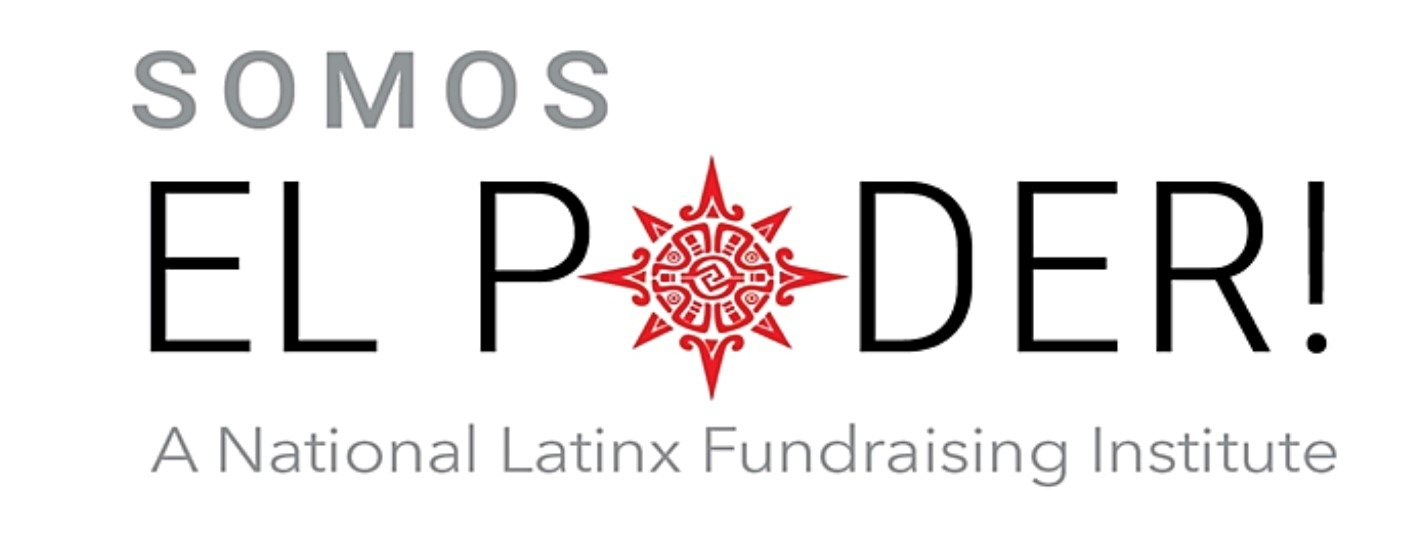 SOMOS
EL PODER!
A National Latinx Fundraising Institute